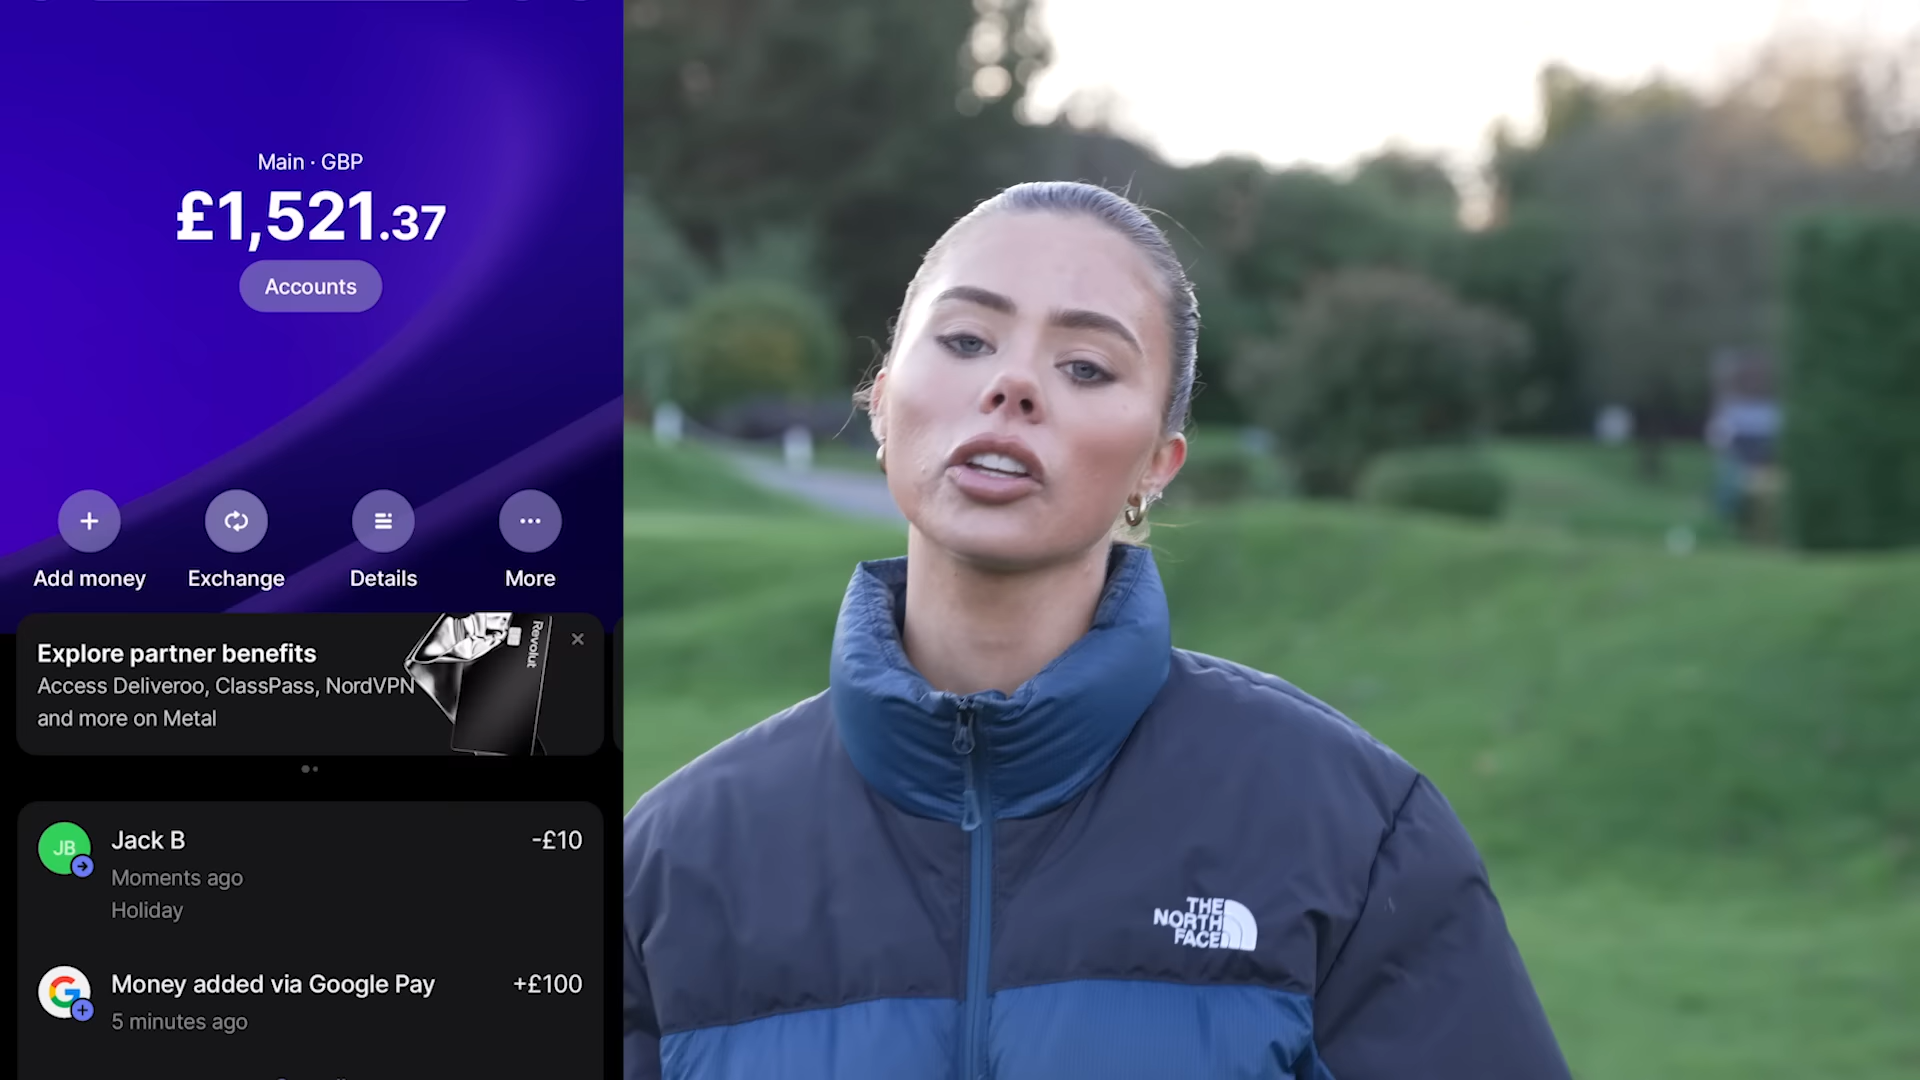 Main · GBP
£1,521.37
Accounts
Add money
Exchange
Details
More
Explore partner benefits
Access Deliveroo, ClassPass, NordVPN
and more on Metal
Revolut
JB
Jack B
-£10
Moments ago
Holiday
Money added via Google Pay
+£100
5 minutes ago
THE
NORTH
FACE